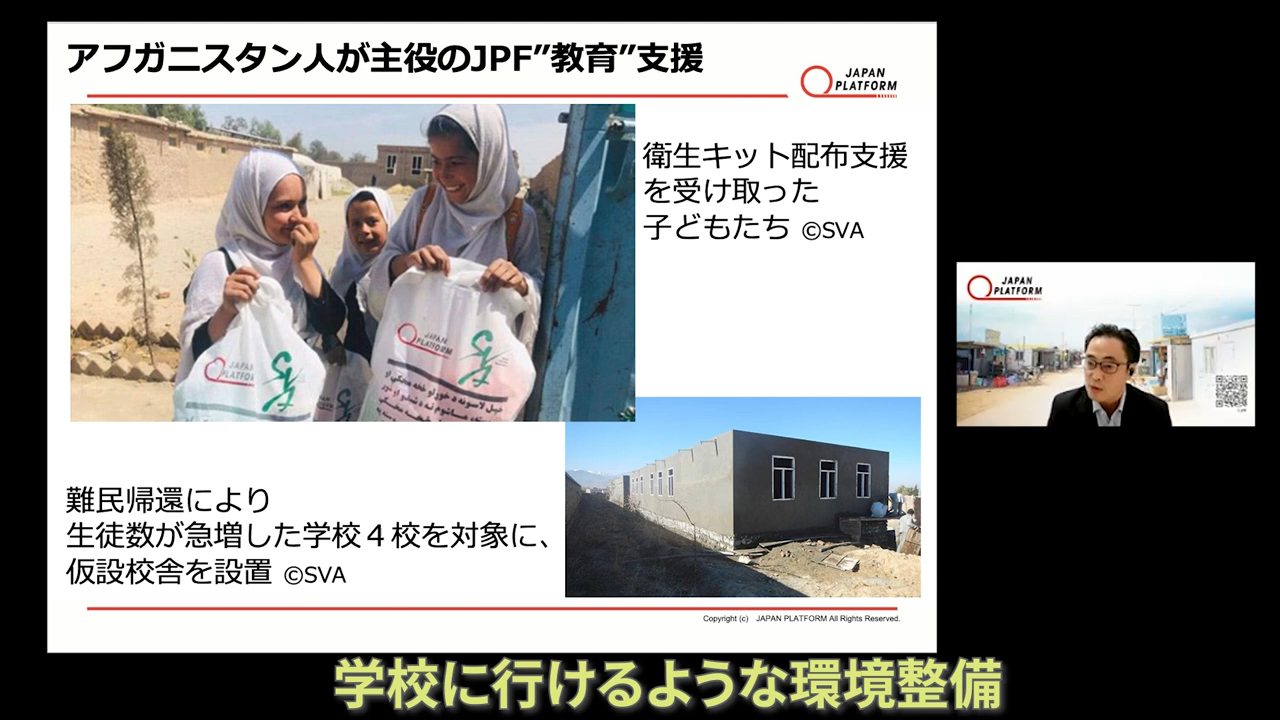 アフガニスタン人が主役のJPF”教育”支援
JAPAN
PLATFORM
衛生キット配布支援
を受け取った
子どもたち ©SVA
JAPAN
PLATFORM
JAPAN
PLATFOR
難民帰還により
生徒数が急増した学校４校を対象に、
仮設校舎を設置 ©SVA
Copyright (c) JAPAN PLATFORM All Rights Reserved.
JAPAN
PLATFORM
学校に行けるような環境整備